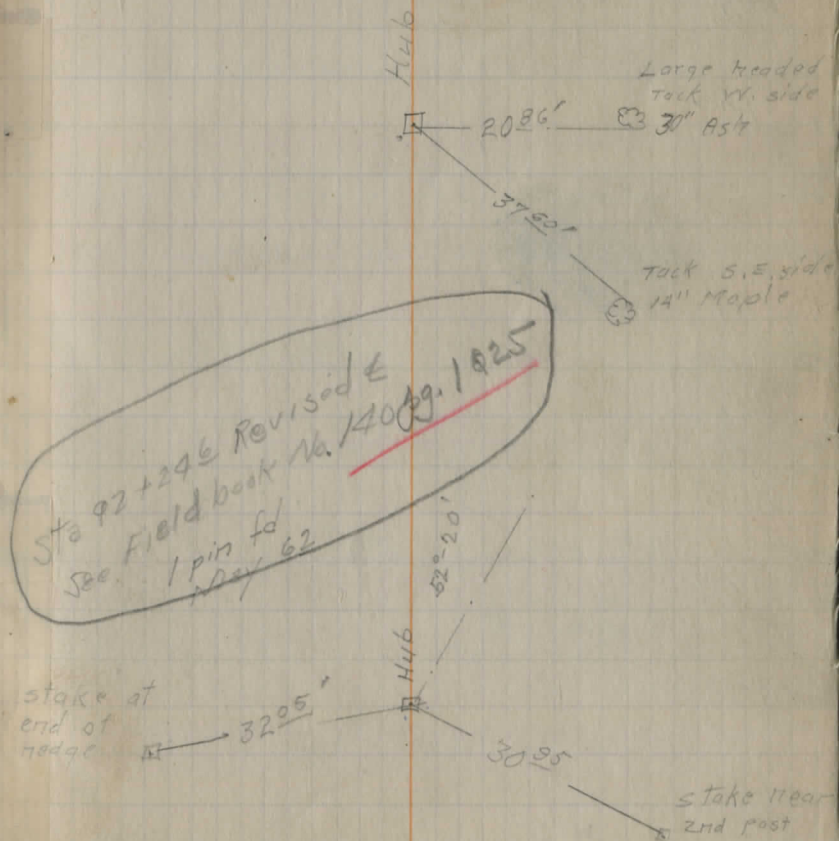 Hub
Large headed
Tack W. side
20 86'
30" Ash
37 60'
Tack S.E. side
14" Maple
Sta 92+24 6 Revised ℄
See Field book No. 140 pg. 1925
1 pin fd
62
52°-20'
Hub
stake at
end of
hedge
32 05'
30 95
stake near
2nd post